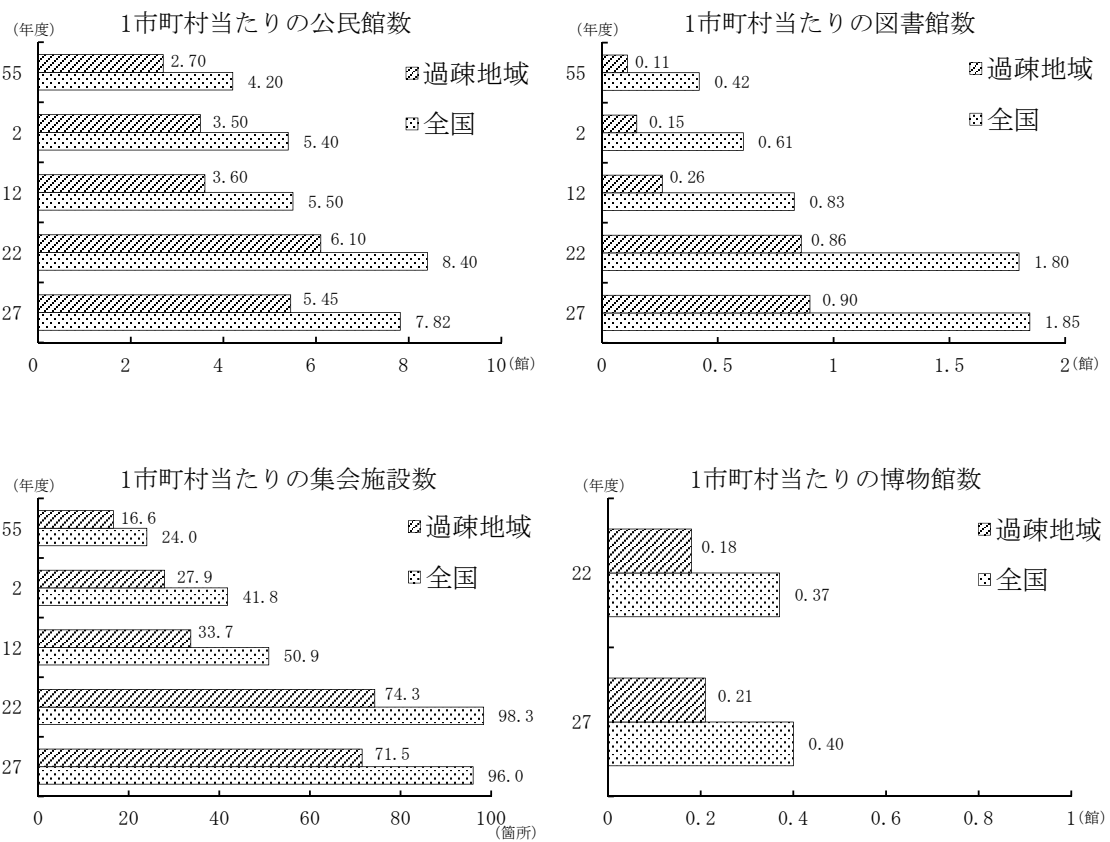 1市町村当たりの公民館数
(年度)
過疎地域
全国
55
2.70
4.20
2
3.50
5.40
12
3.60
5.50
22
6.10
8.40
27
5.45
7.82
0 2 4 6 8 10(館)
1市町村当たりの図書館数
(年度)
過疎地域
全国
55
0.11
0.42
2
0.15
0.61
12
0.26
0.83
22
0.86
1.80
27
0.90
1.85
0 0.5 1 1.5 2(館)
1市町村当たりの集会施設数
(年度)
過疎地域
全国
55
16.6
24.0
2
27.9
41.8
12
33.7
50.9
22
74.3
98.3
27
71.5
96.0
0 20 40 60 80 100
(箇所)
1市町村当たりの博物館数
(年度)
過疎地域
全国
22
0.18
0.37
27
0.21
0.40
0 0.2 0.4 0.6 0.8 1(館)